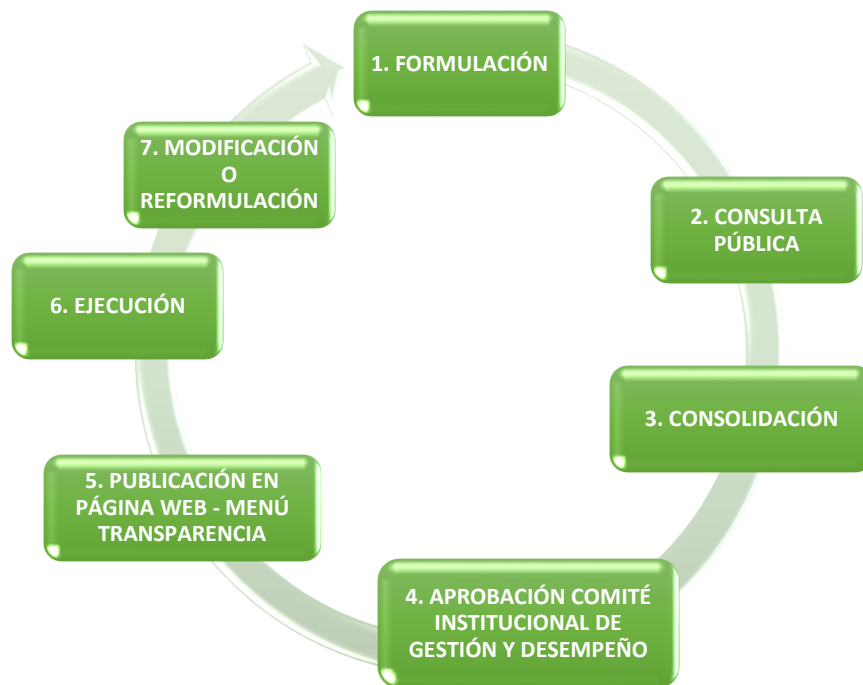 1. FORMULACIÓN
2. CONSULTA
PÚBLICA
3. CONSOLIDACIÓN
4. APROBACIÓN COMITÉ
INSTITUCIONAL DE
GESTIÓN Y DESEMPEÑO
5. PUBLICACIÓN EN
PÁGINA WEB - MENÚ
TRANSPARENCIA
6. EJECUCIÓN
7. MODIFICACIÓN
O
REFORMULACIÓN